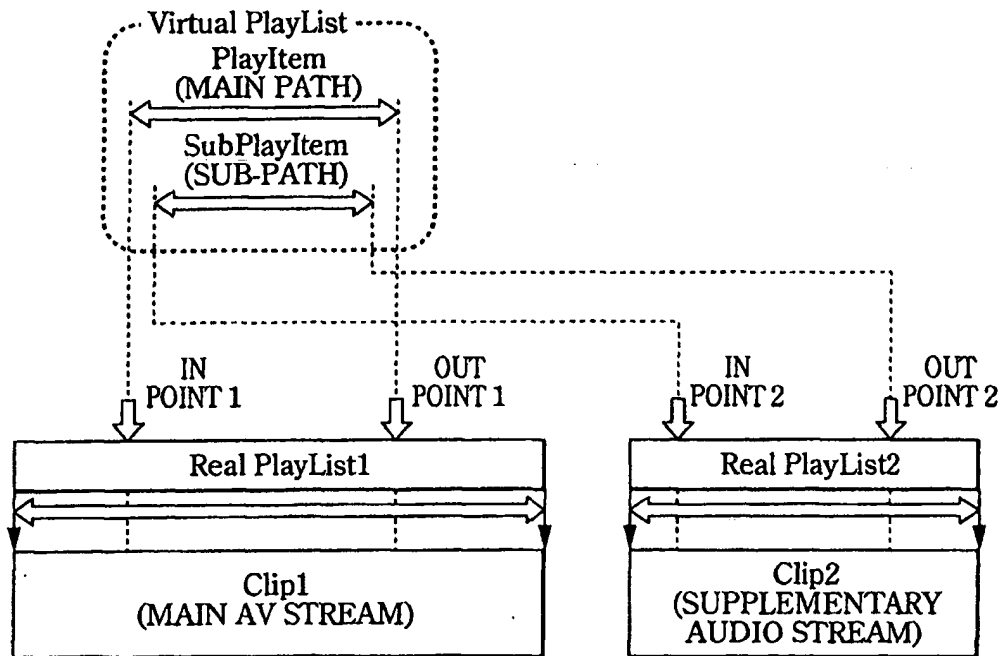 Virtual PlayList
PlayItem
(MAIN PATH)
SubPlayItem
(SUB-PATH)
IN
POINT 1
OUT
POINT 1
IN
POINT 2
OUT
POINT 2
Real PlayList1
Real PlayList2
Clip1
(MAIN AV STREAM)
Clip2
(SUPPLEMENTARY
AUDIO STREAM)